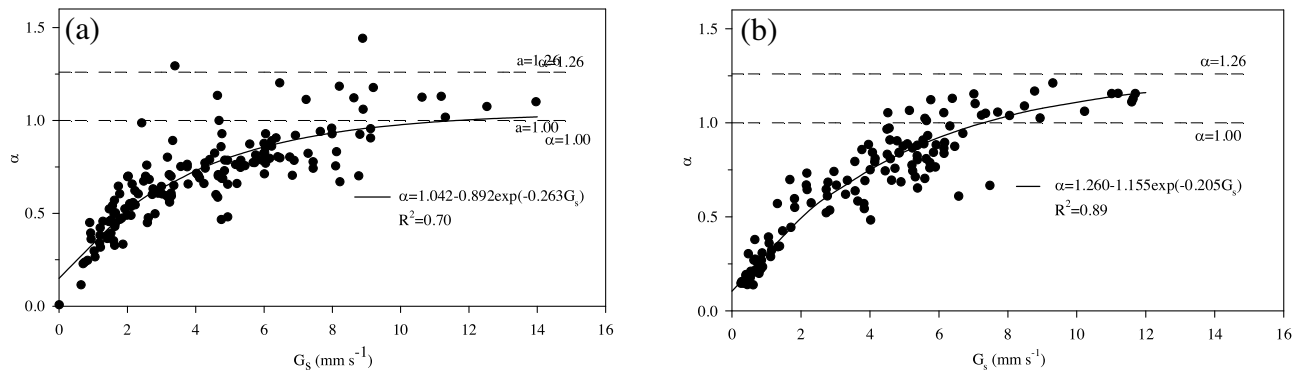 (a)
1.5
1.0
0.5
0.0
α
a=1.26
α=1.26
a=1.00
α=1.00
α=1.042-0.892exp(-0.263Gs)
R²=0.70
0 2 4 6 8 10 12 14 16
GS (mm s-1)
(b)
1.5
1.0
0.5
0.0
α
α=1.26
α=1.00
α=1.260-1.155exp(-0.205Gs)
R²=0.89
0 2 4 6 8 10 12 14 16
Gs (mm s-1)